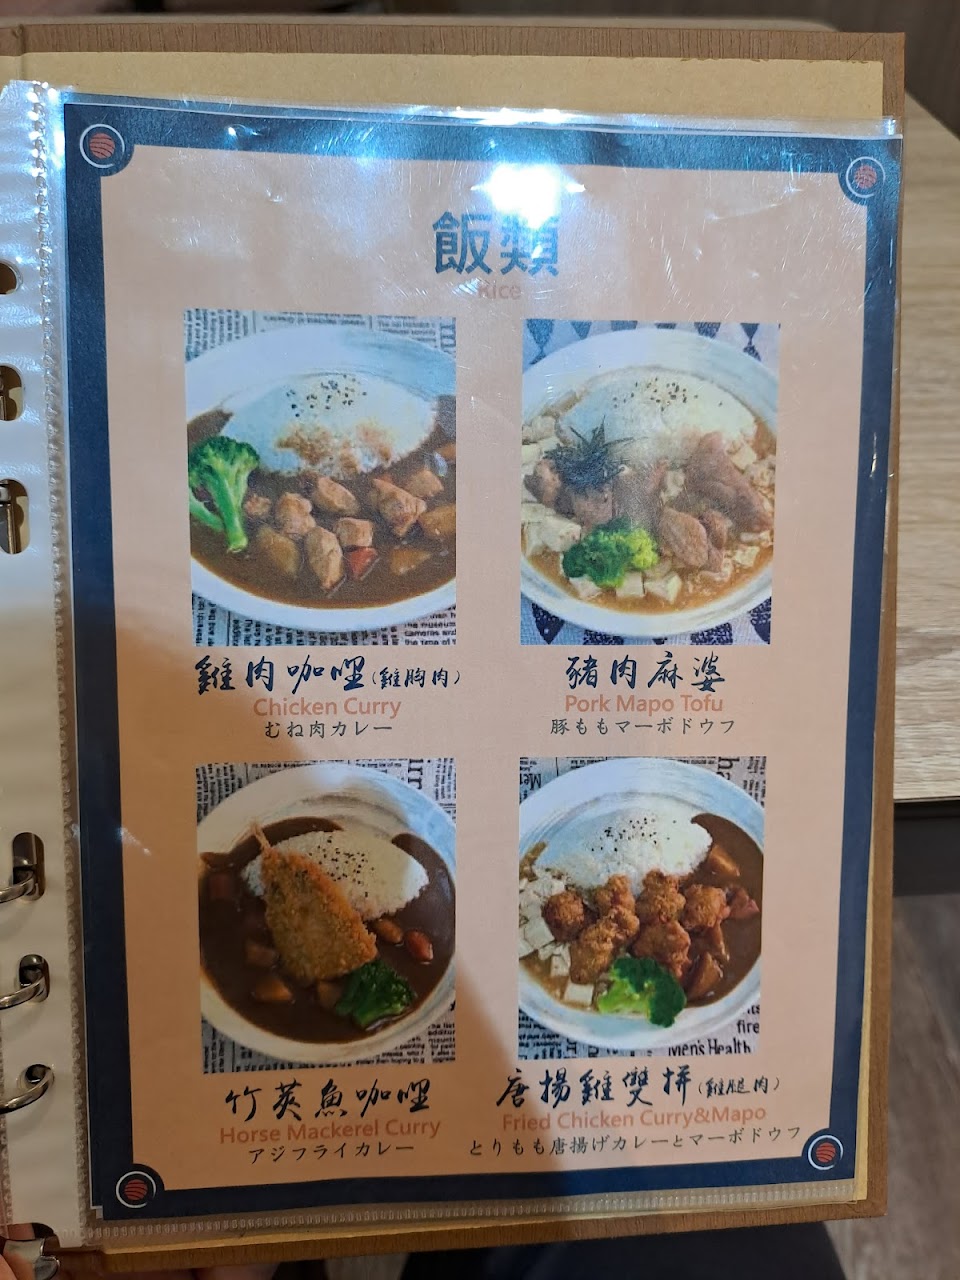 飯類
Rice
雞肉咖哩(雞胸肉)
Chicken Curry
むね肉カレー
豬肉麻婆
Pork Mapo Tofu
豚ももマーボドウフ
竹莢魚咖哩
Horse Mackerel Curry
アジフライカレー
唐揚雞雙拼(雞腿肉)
Fried Chicken Curry&Mapo
とりもも唐揚げカレーとマーボドウフ
fire
Men's Health